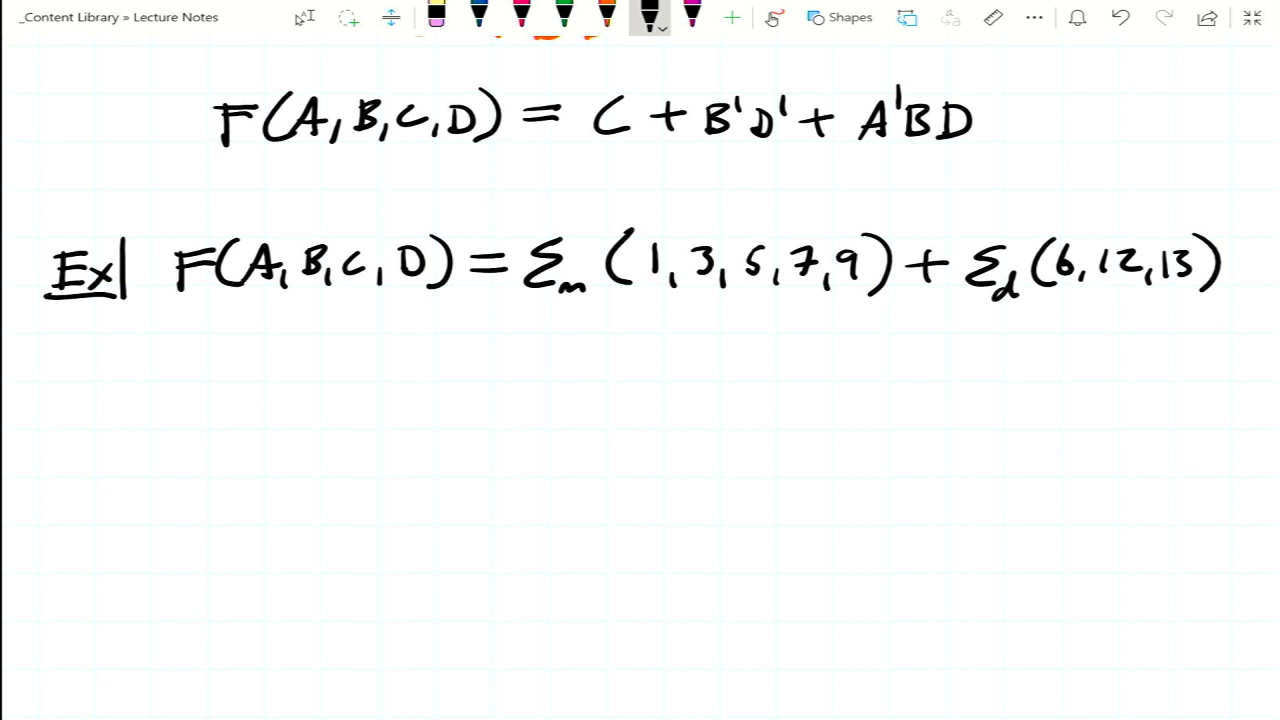 _Content Library » Lecture Notes Shapes
F(A,B,C,D) = C + B'D' + A'BD
Ex| F(A,B,C,D) = Σm (1,3,5,7,9) + Σd (6,12,13)